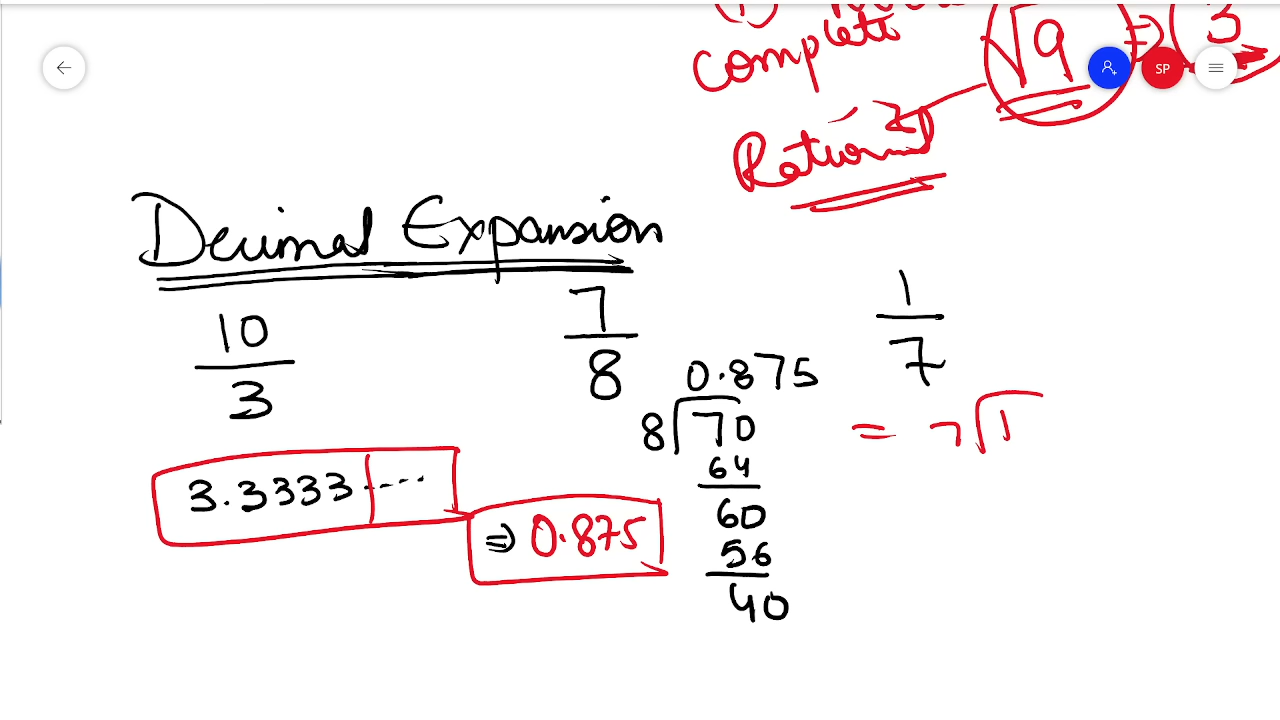 complete
√9 ⇒ 3
Rational
SP
Decimal Expansion
10/3
7/8
1/7
0.875
8√70
64
60
56
40
= 7√1
3.3333....
⇒ 0.875